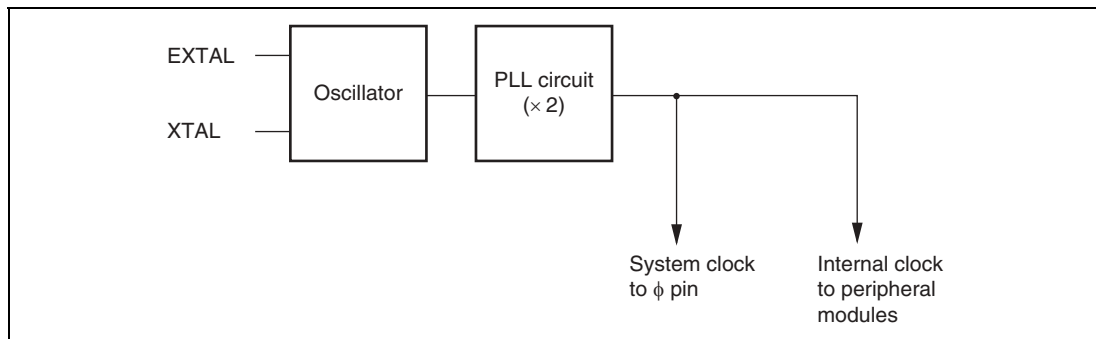 EXTAL
XTAL
Oscillator
PLL circuit
(× 2)
System clock
to ϕ pin
Internal clock
to peripheral
modules